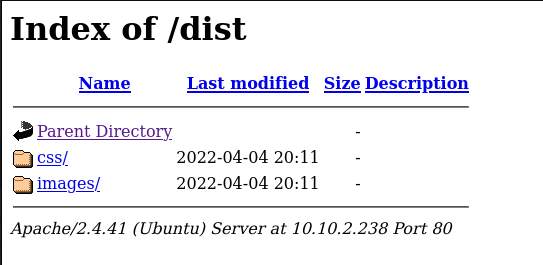 Index of /dist
Name Last modified Size Description
Parent Directory -
css/ 2022-04-04 20:11 -
images/ 2022-04-04 20:11 -
Apache/2.4.41 (Ubuntu) Server at 10.10.2.238 Port 80